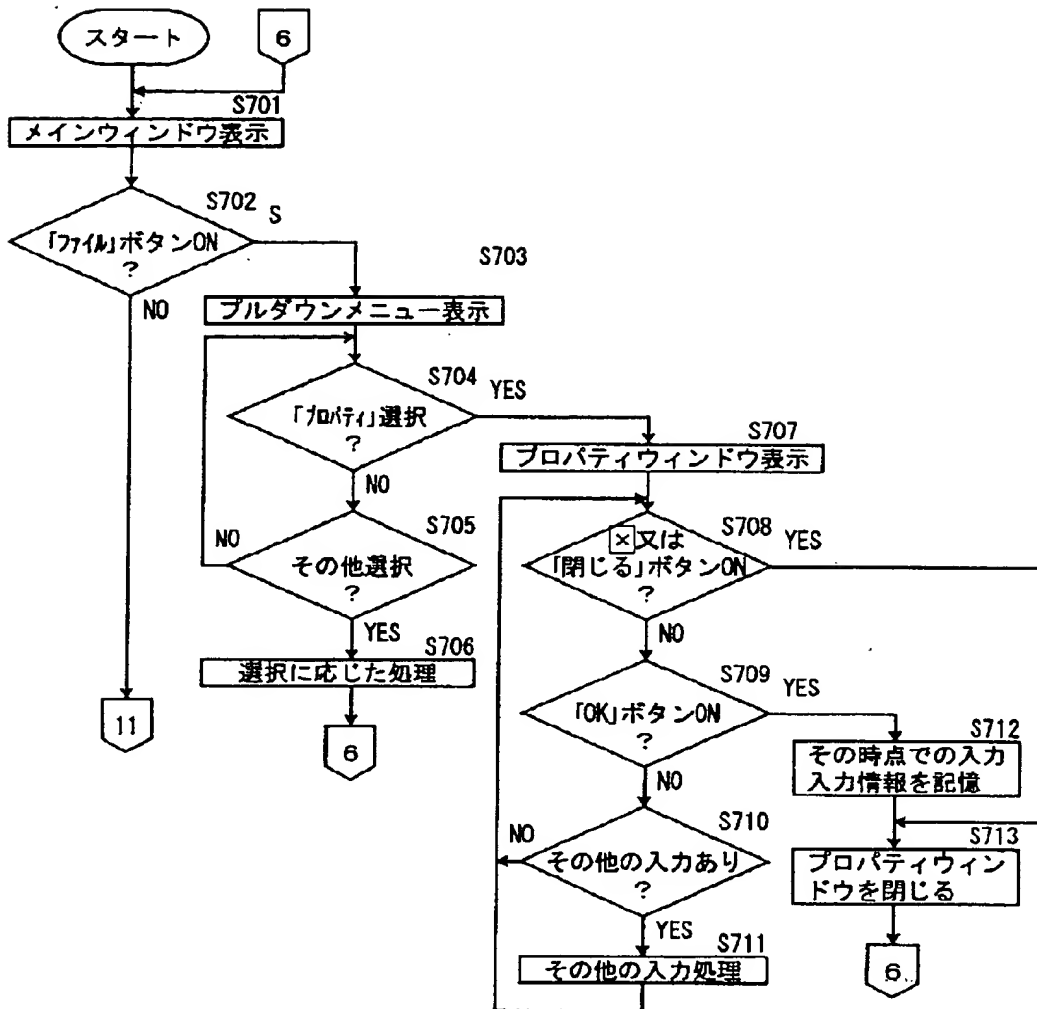 スタート
6
S701
メインウィンドウ表示
S702
S
「ファイル」ボタンON
?
NO
S703
プルダウンメニュー表示
S704
YES
「プロパティ」選択
?
NO
S705
NO
その他選択
?
YES
S706
選択に応じた処理
6
11
S707
プロパティウィンドウ表示
S708
YES
×又は
「閉じる」ボタンON
?
NO
S709
YES
「OK」ボタンON
?
NO
S712
その時点での入力
入力情報を記憶
S710
NO
その他の入力あり
?
YES
S713
プロパティウィン
ドウを閉じる
S711
その他の入力処理
6